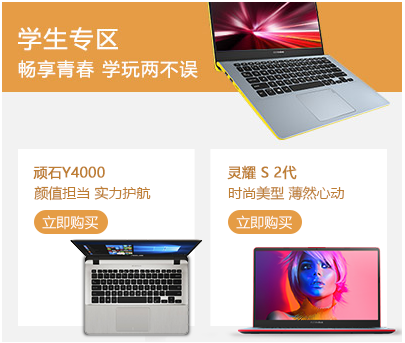 学生专区
畅享青春 学玩两不误
顽石Y4000
颜值担当 实力护航
立即购买
灵耀 S 2代
时尚美型 薄然心动
立即购买